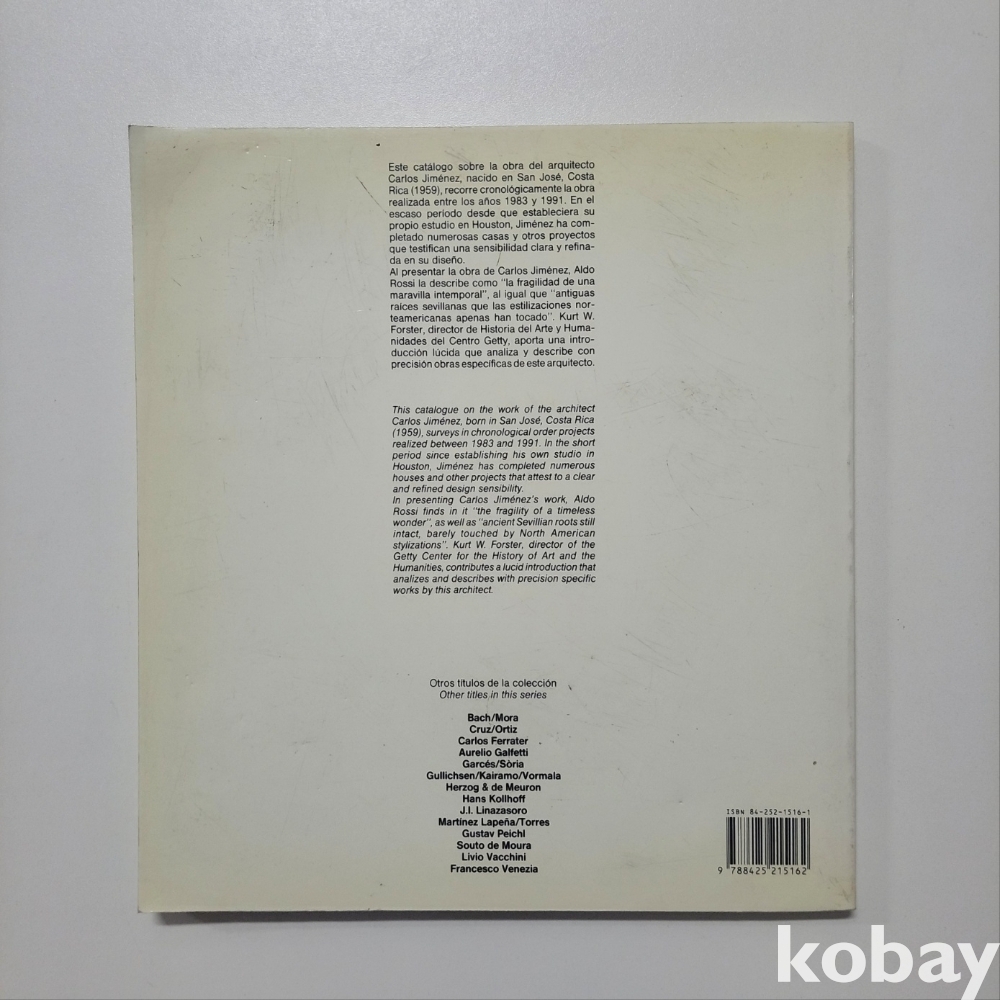 Este catálogo sobre la obra del arquitecto
Carlos Jiménez, nacido en San José, Costa
Rica (1959), recorre cronológicamente la obra
realizada entre los años 1983 y 1991. En el
escaso período desde que estableciera su
propio estudio en Houston, Jiménez ha com-
pletado numerosas casas y otros proyectos
que testifican una sensibilidad clara y refina-
da en su diseño.
Al presentar la obra de Carlos Jiménez, Aldo
Rossi la describe como "la fragilidad de una
maravilla intemporal", al igual que "antiguas
raíces sevillanas que las estilizaciones nor-
teamericanas apenas han tocado". Kurt W.
Forster, director de Historia del Arte y Huma-
nidades del Centro Getty, aporta una intro-
ducción lúcida que analiza y describe con
precisión obras específicas de este arquitecto.
This catalogue on the work of the architect
Carlos Jiménez, born in San José, Costa Rica
(1959), surveys in chronological order projects
realized between 1983 and 1991. In the short
period since establishing his own studio in
Houston, Jiménez has completed numerous
houses and other projects that attest to a clear
and refined design sensibility.
In presenting Carlos Jiménez's work, Aldo
Rossi finds in it "the fragility of a timeless
wonder", as well as "ancient Sevillian roots still
intact, barely touched by North American
stylizations". Kurt W. Forster, director of the
Getty Center for the History of Art and the
Humanities, contributes a lucid introduction that
analizes and describes with precision specific
works by this architect.
Otros títulos de la colección
Other titles in this series
Bach/Mora
Cruz/Ortiz
Carlos Ferrater
Aurelio Galfetti
Garcés/Sòria
Gullichsen/Kairamo/Vormala
Herzog & de Meuron
Hans Kollhoff
J.I. Linazasoro
Martínez Lapeña/Torres
Gustav Peichl
Souto de Moura
Livio Vacchini
Francesco Venezia
ISBN 84-252-1516-1
9 788425 215162
kobay